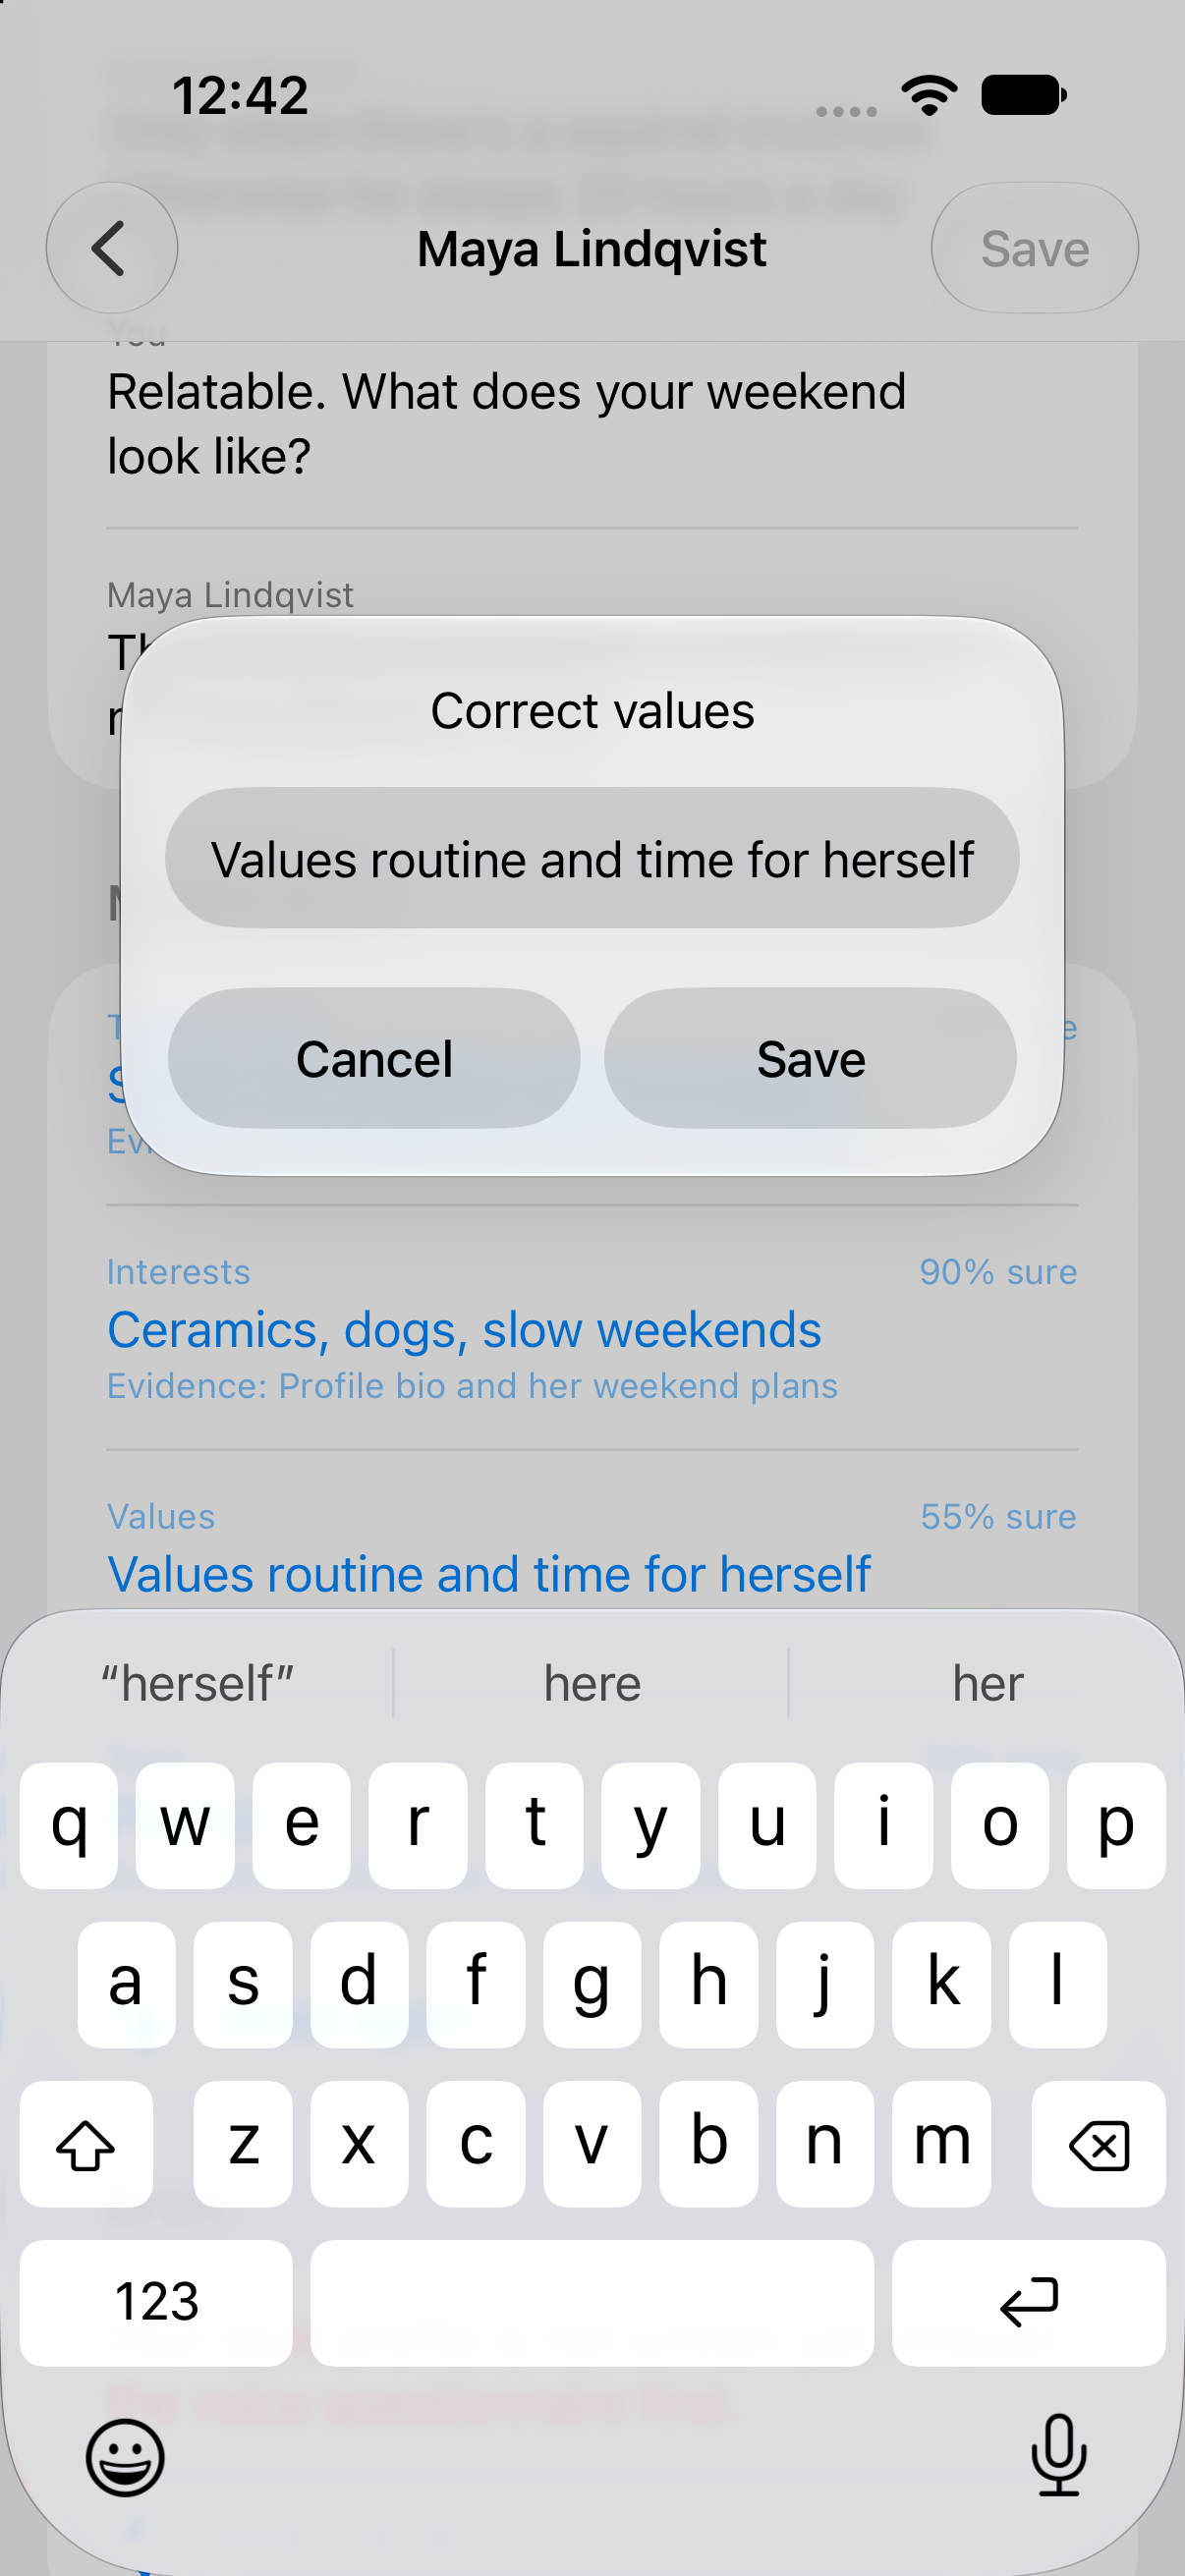 12:42
Maya Lindqvist
Save
You
Relatable. What does your weekend
look like?
Maya Lindqvist
Correct values
Values routine and time for herself
Cancel
Save
Interests
90% sure
Ceramics, dogs, slow weekends
Evidence: Profile bio and her weekend plans
Values
55% sure
Values routine and time for herself
“herself”
here
her
q w e r t y u i o p
a s d f g h j k l
z x c v b n m
123